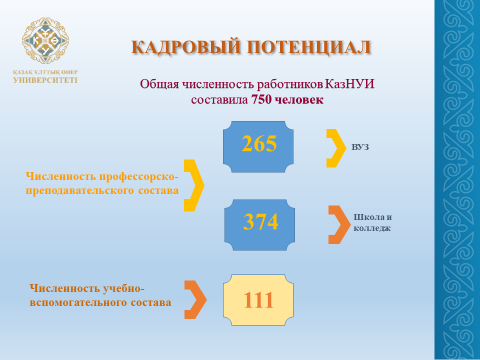 ҚАЗАҚ ҰЛТТЫҚ ӨНЕР
УНИВЕРСИТЕТІ
КАДРОВЫЙ ПОТЕНЦИАЛ
Общая численность работников КазНУИ
составила 750 человек
265
ВУЗ
Численность профессорско-
преподавательского состава
374
Школа и
колледж
Численность учебно-
вспомогательного состава
111